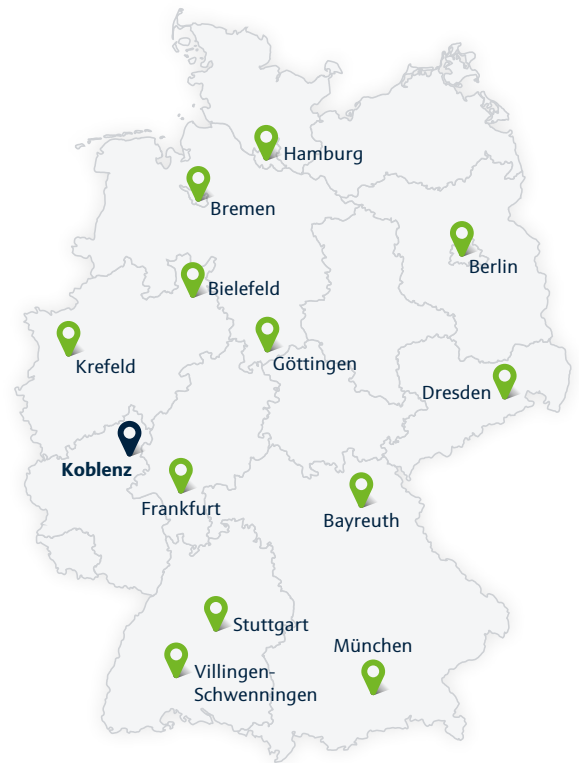 Hamburg
Bremen
Berlin
Bielefeld
Göttingen
Krefeld
Dresden
Koblenz
Frankfurt
Bayreuth
Stuttgart
München
Villingen-
Schwenningen